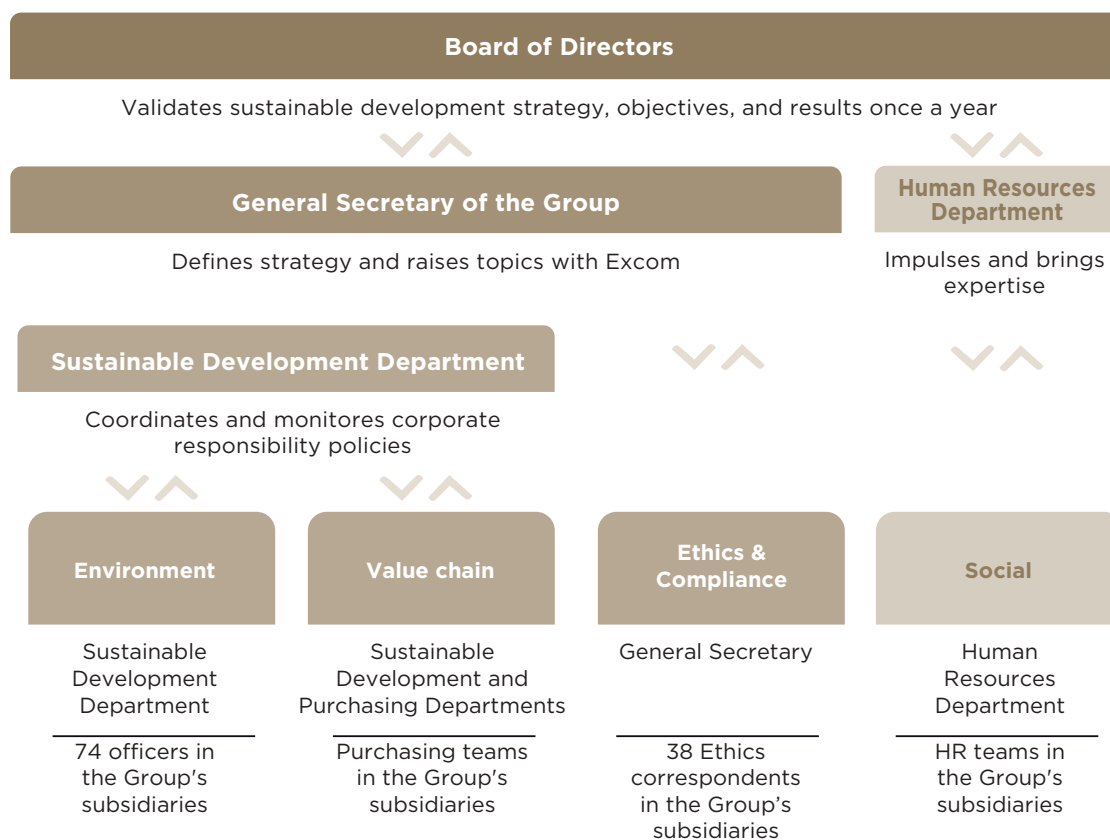 Board of Directors
Validates sustainable development strategy, objectives, and results once a year
General Secretary of the Group
Defines strategy and raises topics with Excom
Human Resources
Department
Impulses and brings
expertise
Sustainable Development Department
Coordinates and monitores corporate
responsibility policies
Environment
Sustainable
Development
Department
74 officers in
the Group's
subsidiaries
Value chain
Sustainable
Development and
Purchasing Departments
Purchasing teams
in the Group's
subsidiaries
Ethics &
Compliance
General Secretary
38 Ethics
correspondents
in the Group’s
subsidiaries
Social
Human
Resources
Department
HR teams in
the Group's
subsidiaries